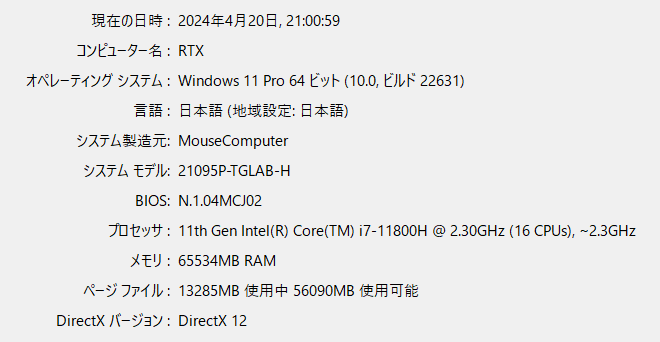 現在の日時 : 2024年4月20日, 21:00:59
コンピューター名 : RTX
オペレーティング システム : Windows 11 Pro 64 ビット (10.0, ビルド 22631)
言語 : 日本語 (地域設定: 日本語)
システム製造元: MouseComputer
システム モデル: 21095P-TGLAB-H
BIOS: N.1.04MCJ02
プロセッサ : 11th Gen Intel(R) Core(TM) i7-11800H @ 2.30GHz (16 CPUs), ~2.3GHz
メモリ : 65534MB RAM
ページ ファイル : 13285MB 使用中 56090MB 使用可能
DirectX バージョン : DirectX 12